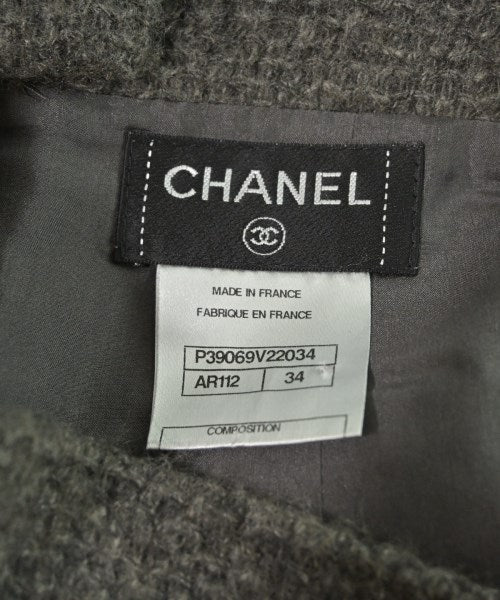 CHANEL
MADE IN FRANCE
FABRIQUE EN FRANCE
P39069V22034
AR112 34
COMPOSITION